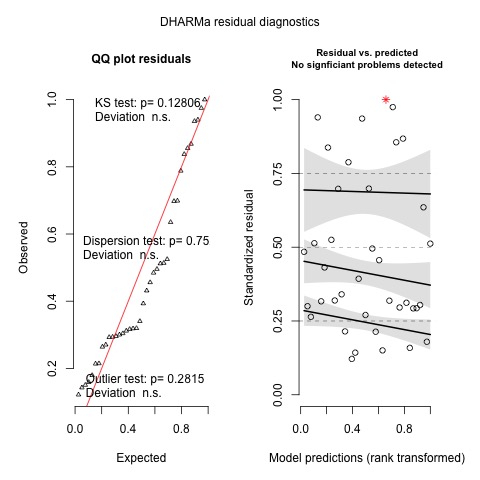 DHARMa residual diagnostics
QQ plot residuals
KS test: p= 0.12806
Deviation n.s.
Dispersion test: p= 0.75
Deviation n.s.
Outlier test: p= 0.2815
Deviation n.s.
Observed
1.0
0.8
0.6
0.4
0.2
0.0
0.4
0.8
Expected
Residual vs. predicted
No signficiant problems detected
Standardized residual
1.00
0.75
0.50
0.25
0.00
0.0
0.4
0.8
Model predictions (rank transformed)